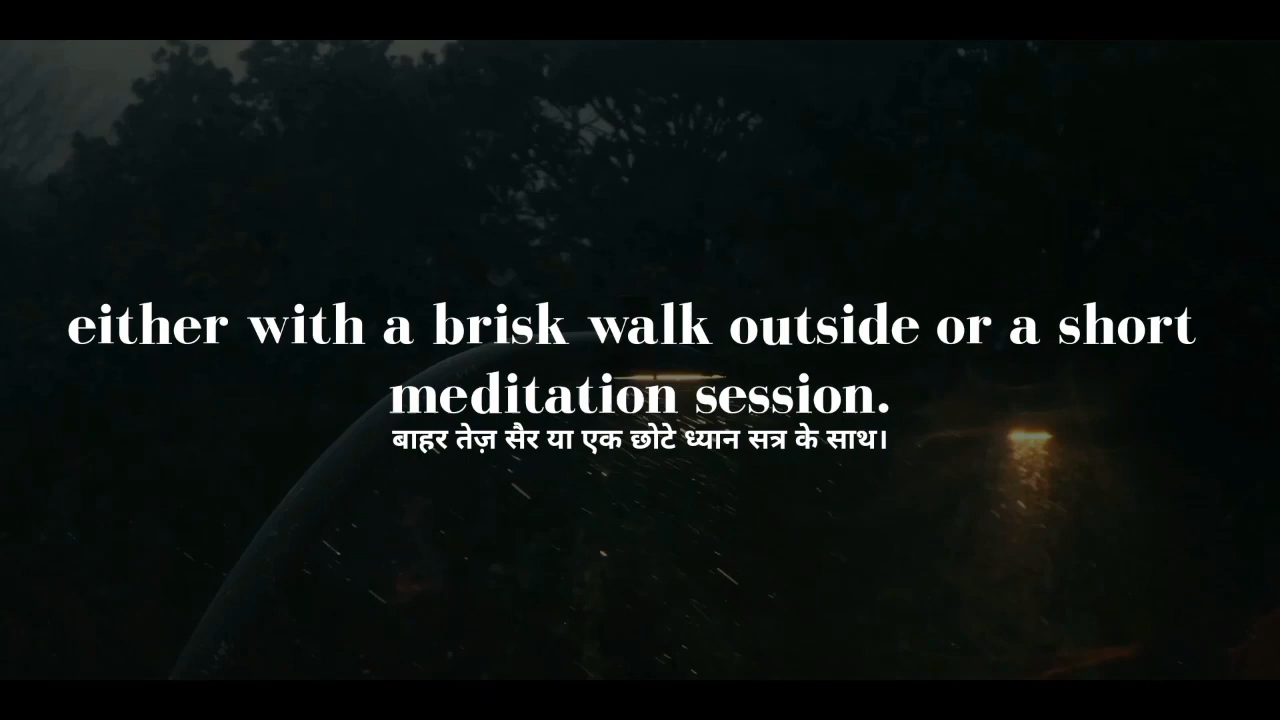 either with a brisk walk outside or a short
meditation session.
बाहर तेज़ सैर या एक छोटे ध्यान सत्र के साथ।